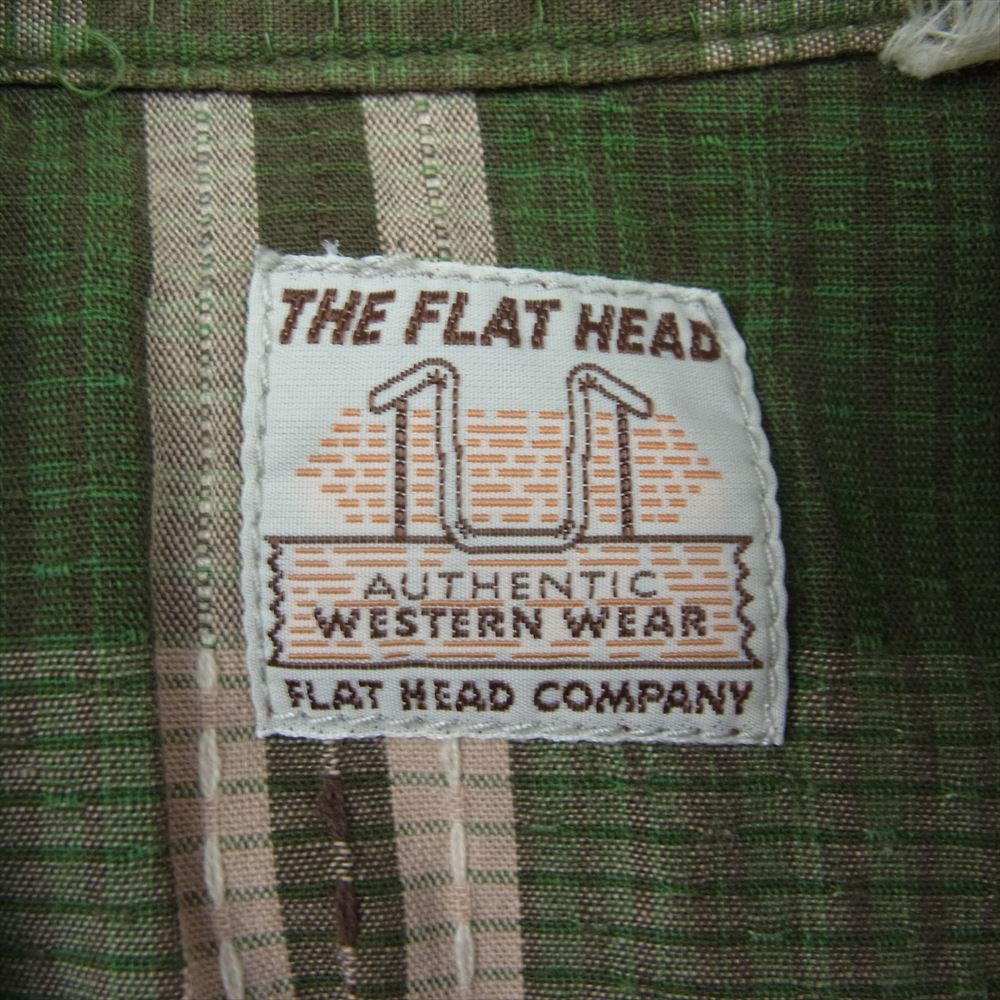 THE FLAT HEAD
AUTHENTIC
WESTERN WEAR
FLAT HEAD COMPANY